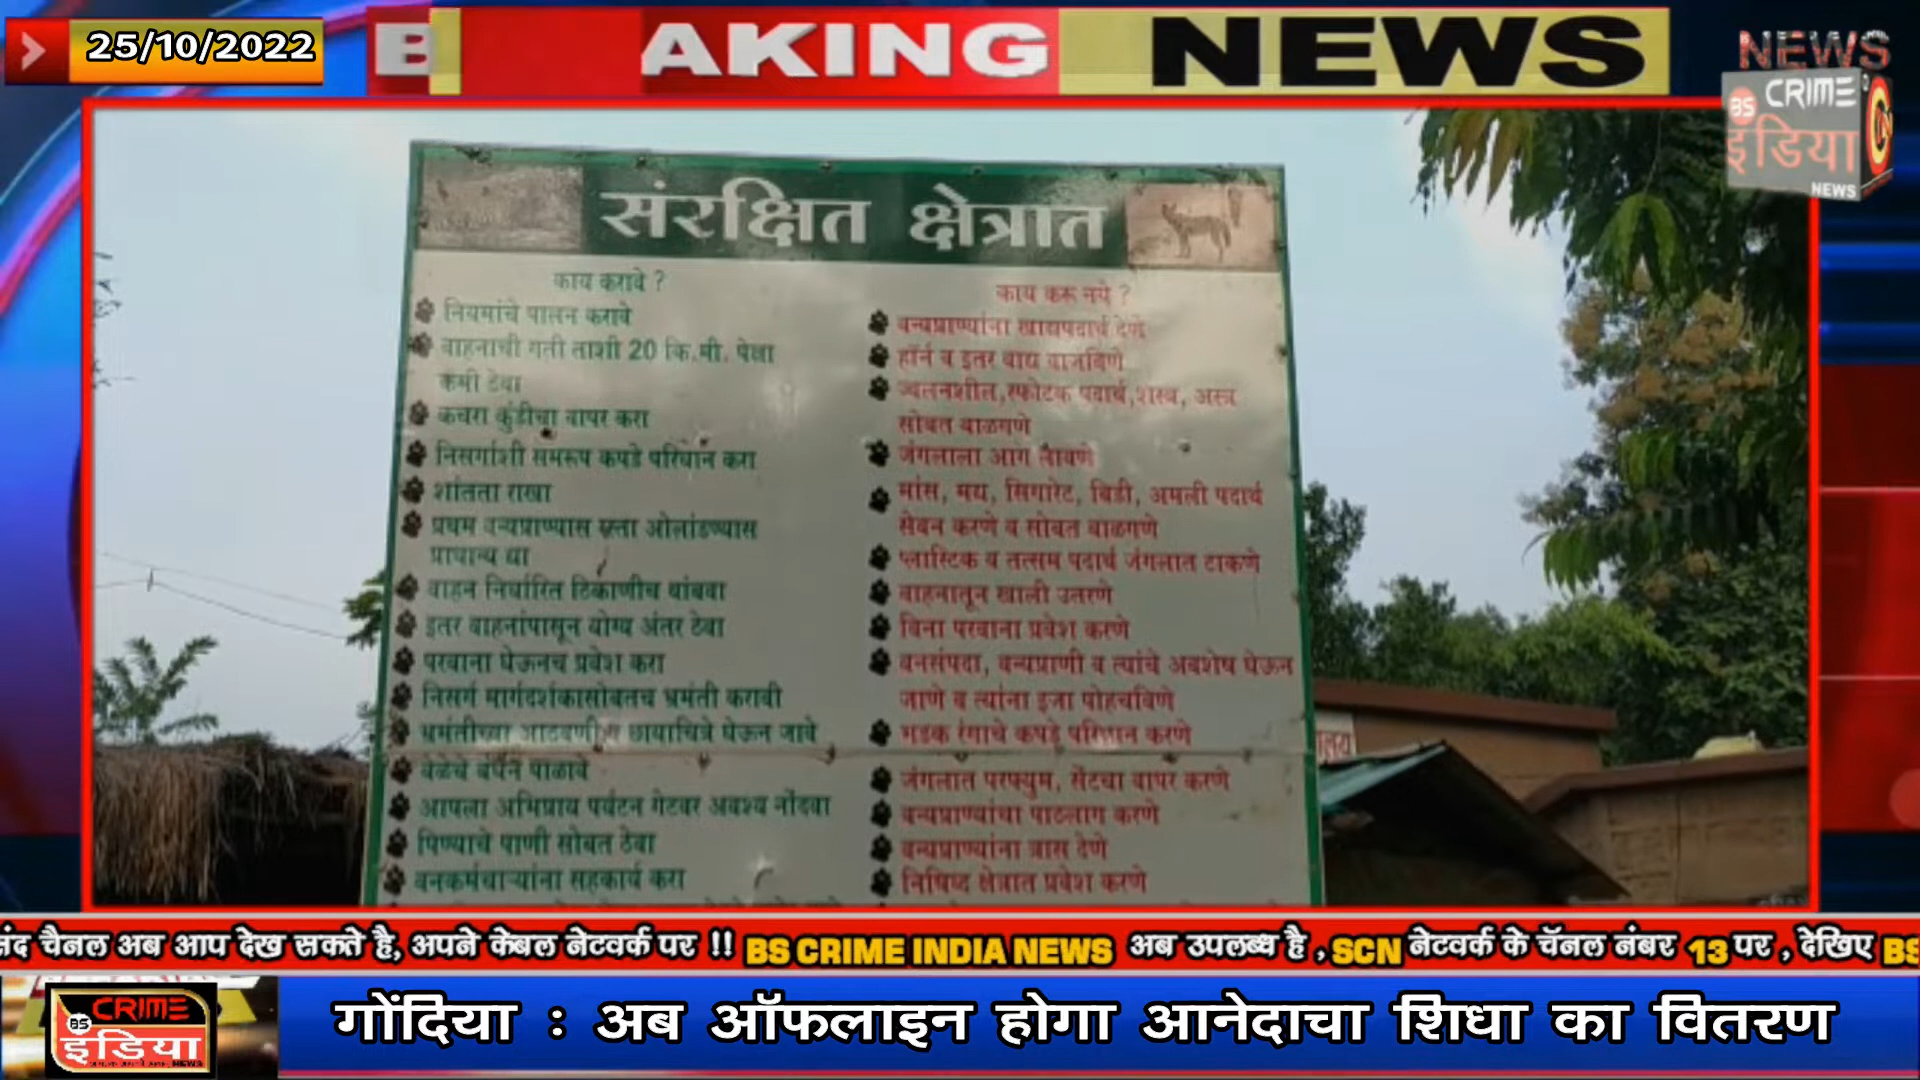 25/10/2022
B AKING NEWS
NEWS
BS CRIME
इंडिया
NEWS
संरक्षित क्षेत्रात
काय करावे ?
नियमांचे पालन करावे
वाहनाची गती ताशी 20 कि.मी. पेक्षा
कमी ठेवा
कचरा कुंडीचा वापर करा
निसर्गाशी समरूप कपडे परिधान करा
शांतता राखा
प्रथम वन्यप्राण्यास रस्ता ओलांडण्यास
प्राधान्य द्या
वाहन निर्धारित ठिकाणीच थांबवा
इतर वाहनांपासून योग्य अंतर ठेवा
परवाना घेऊनच प्रवेश करा
निसर्ग मार्गदर्शकासोबतच भ्रमंती करावी
भ्रमंतीच्या आठवणीस छायाचित्रे घेऊन जावे
वेळेचे बंधन पाळावे
आपला अभिप्राय पर्यटन गेटवर अवश्य नोंदवा
पिण्याचे पाणी सोबत ठेवा
वनकर्मचाऱ्यांना सहकार्य करा
काय करू नये ?
वन्यप्राण्यांना खाद्यपदार्थ देणे
हॉर्न व इतर वाद्य वाजविणे
ज्वलनशील,स्फोटक पदार्थ,शस्त्र, अस्त्र
सोबत बाळगणे
जंगलाला आग लावणे
मांस, मद्य, सिगारेट, बिडी, अमली पदार्थ
सेवन करणे व सोबत बाळगणे
प्लास्टिक व तत्सम पदार्थ जंगलात टाकणे
वाहनातून खाली उतरणे
बिना परवाना प्रवेश करणे
वनसंपदा, वन्यप्राणी व त्यांचे अवशेष घेऊन
जाणे व त्यांना इजा पोहचविणे
भडक रंगाचे कपडे परिधान करणे
जंगलात परफ्युम, सेंटचा वापर करणे
वन्यप्राण्यांचा पाठलाग करणे
वन्यप्राण्यांना त्रास देणे
निषिध्द क्षेत्रात प्रवेश करणे
चैनल अब आप देख सकते है, अपने केबल नेटवर्क पर !! BS CRIME INDIA NEWS अब उपलब्ध है , SCN नेटवर्क के चॅनल नंबर 13 पर , देखिए BS
BS CRIME
इंडिया
NEWS
गोंदिया : अब ऑफलाइन होगा आनेदाचा शिधा का वितरण